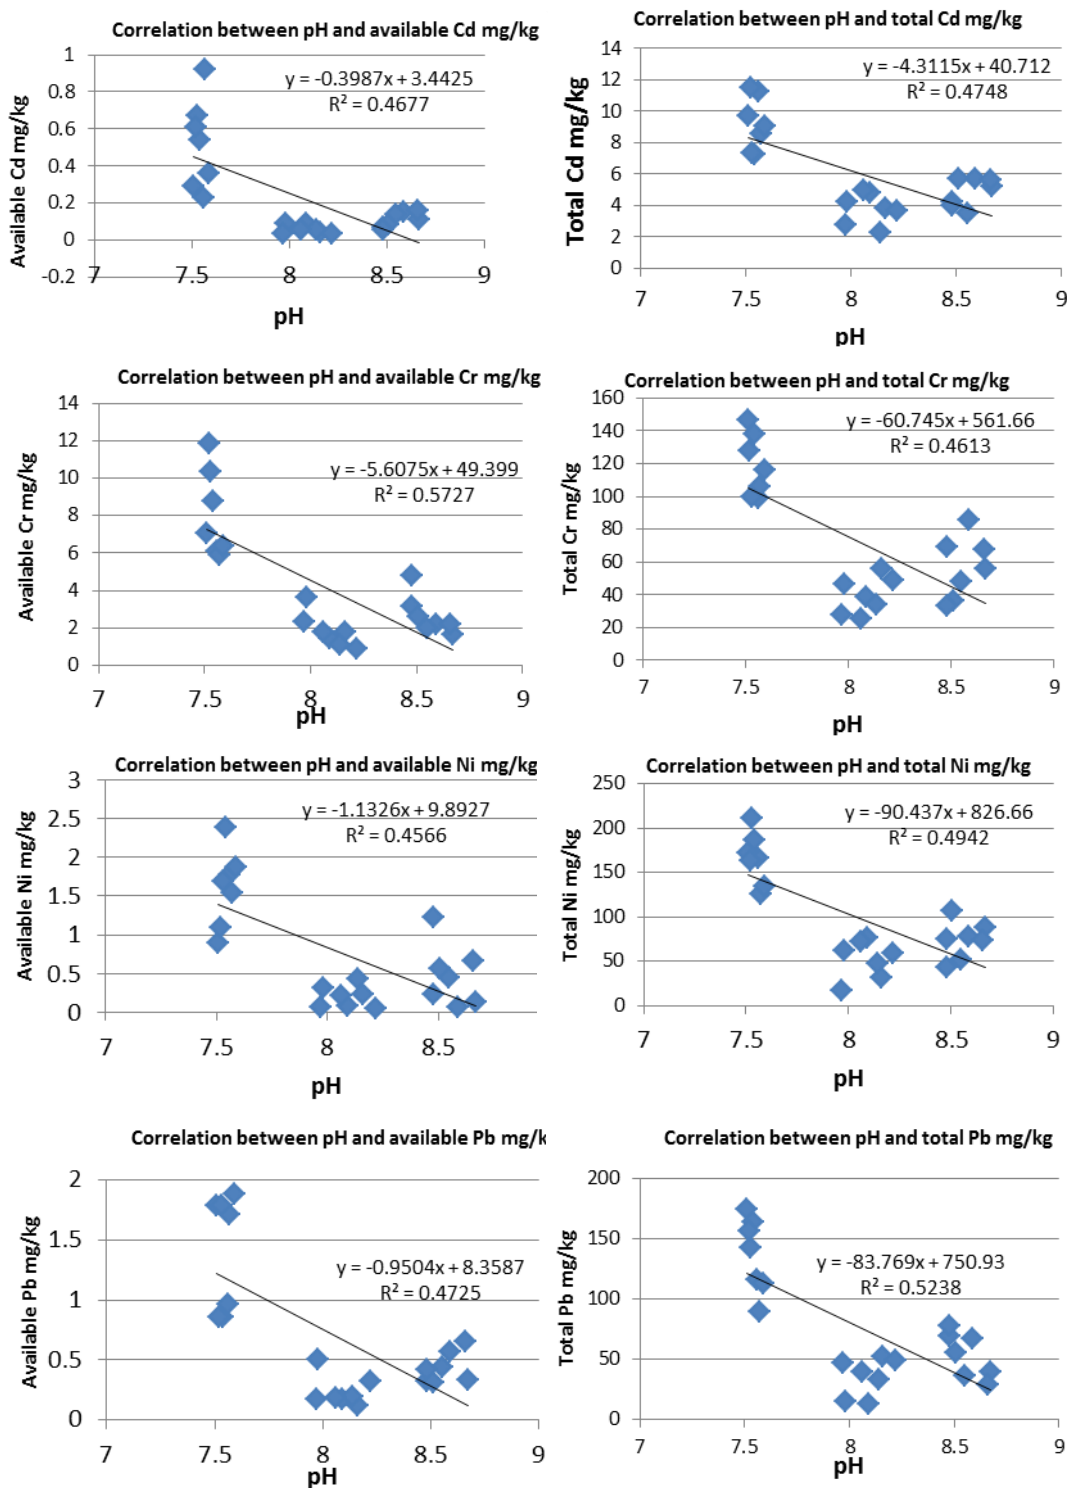 Correlation between pH and available Cd mg/kg
1
0.8
0.6
0.4
0.2
0
-0.2
7
7.5
8
8.5
9
y = -0.3987x + 3.4425
R² = 0.4677
Available Cd mg/kg
pH
Correlation between pH and total Cd mg/kg
14
12
10
8
6
4
2
0
7
7.5
8
8.5
9
y = -4.3115x + 40.712
R² = 0.4748
Total Cd mg/kg
pH
Correlation between pH and available Cr mg/kg
14
12
10
8
6
4
2
0
7
7.5
8
8.5
9
y = -5.6075x + 49.399
R² = 0.5727
Available Cr mg/kg
pH
Correlation between pH and total Cr mg/kg
160
140
120
100
80
60
40
20
0
7
7.5
8
8.5
9
y = -60.745x + 561.66
R² = 0.4613
Total Cr mg/kg
pH
Correlation between pH and available Ni mg/kg
3
2.5
2
1.5
1
0.5
0
7
7.5
8
8.5
y = -1.1326x + 9.8927
R² = 0.4566
Available Ni mg/kg
pH
Correlation between pH and total Ni mg/kg
250
200
150
100
50
0
7
7.5
8
8.5
9
y = -90.437x + 826.66
R² = 0.4942
Total Ni mg/kg
pH
Correlation between pH and available Pb mg/k
2
1.5
1
0.5
0
7
7.5
8
8.5
9
y = -0.9504x + 8.3587
R² = 0.4725
Available Pb mg/kg
pH
Correlation between pH and total Pb mg/kg
200
150
100
50
0
7
7.5
8
8.5
9
y = -83.769x + 750.93
R² = 0.5238
Total Pb mg/kg
pH